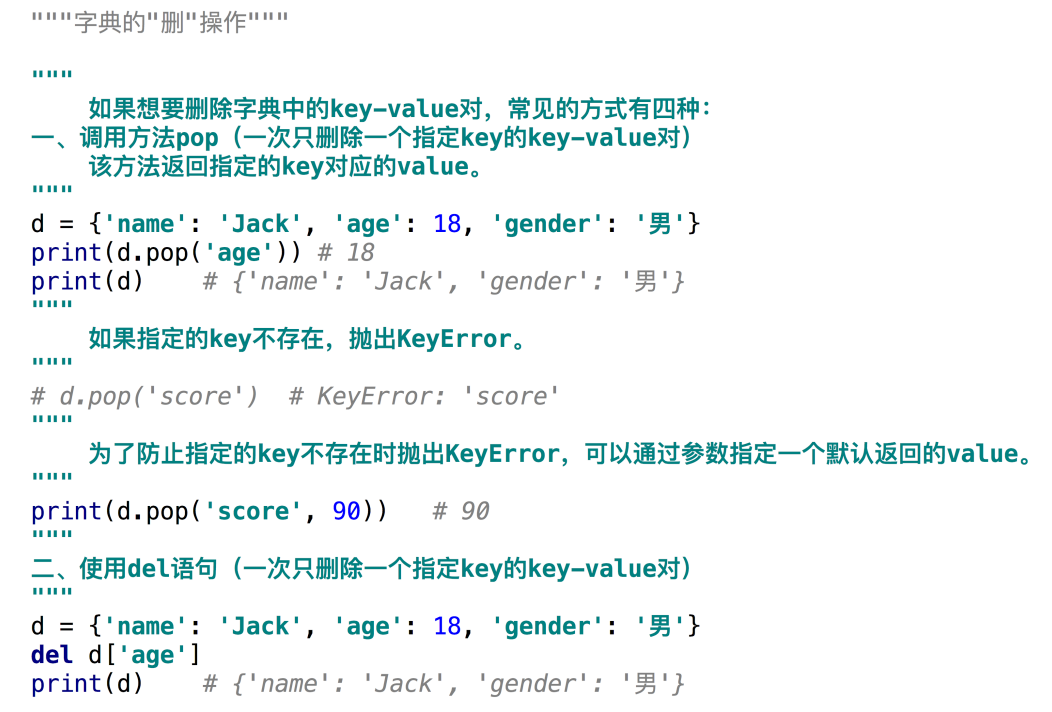 """字典的"删"操作"""
"""
如果想要删除字典中的key-value对，常见的方式有四种：
一、调用方法pop（一次只删除一个指定key的key-value对）
该方法返回指定的key对应的value。
"""
d = {'name': 'Jack', 'age': 18, 'gender': '男'}
print(d.pop('age')) # 18
print(d)    # {'name': 'Jack', 'gender': '男'}
"""
如果指定的key不存在，抛出KeyError。
"""
# d.pop('score')  # KeyError: 'score'
"""
为了防止指定的key不存在时抛出KeyError，可以通过参数指定一个默认返回的value。
"""
print(d.pop('score', 90))   # 90
"""
二、使用del语句（一次只删除一个指定key的key-value对）
"""
d = {'name': 'Jack', 'age': 18, 'gender': '男'}
del d['age']
print(d)    # {'name': 'Jack', 'gender': '男'}